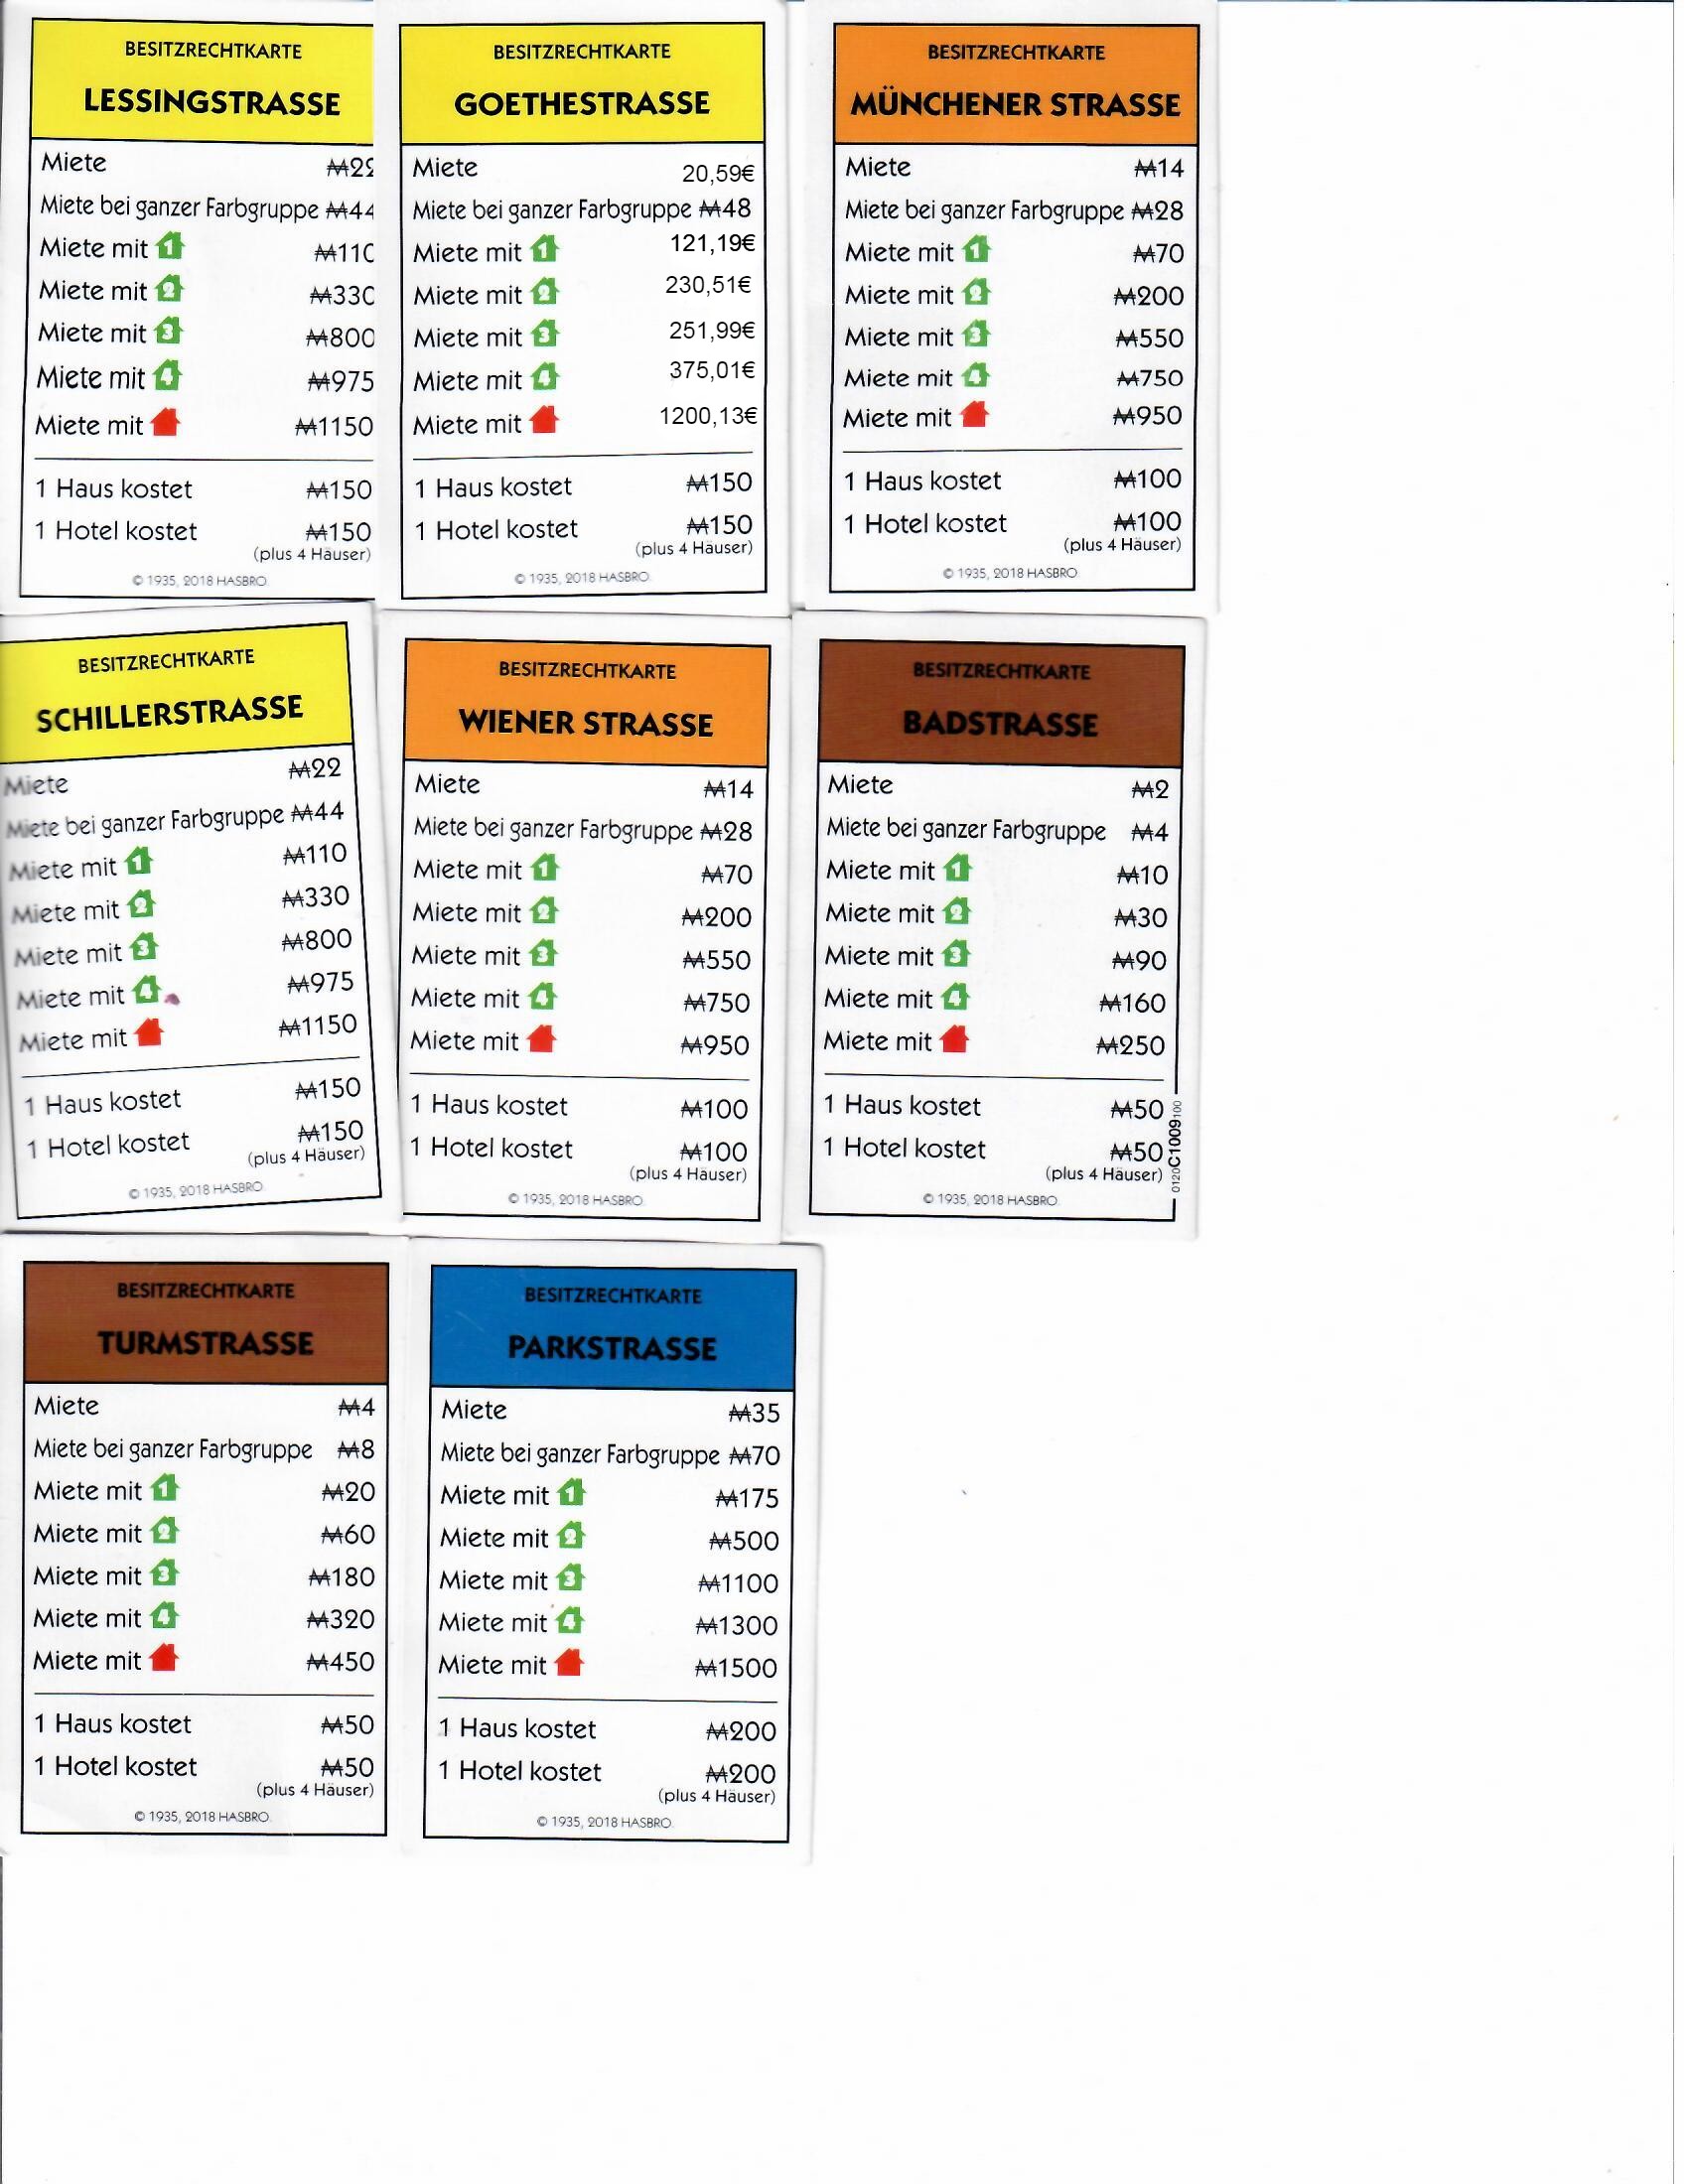 BESITZRECHTKARTE
LESSINGSTRASSE
Miete M22
Miete bei ganzer Farbgruppe M44
Miete mit 1 M110
Miete mit 2 M330
Miete mit 3 M800
Miete mit 4 M975
Miete mit M1150
1 Haus kostet M150
1 Hotel kostet M150
(plus 4 Häuser)
© 1935, 2018 HASBRO.
BESITZRECHTKARTE
GOETHESTRASSE
Miete 20,59€
Miete bei ganzer Farbgruppe M48
Miete mit 1 121,19€
Miete mit 2 230,51€
Miete mit 3 251,99€
Miete mit 4 375,01€
Miete mit 1200,13€
1 Haus kostet M150
1 Hotel kostet M150
(plus 4 Häuser)
© 1935, 2018 HASBRO.
BESITZRECHTKARTE
MÜNCHENER STRASSE
Miete M14
Miete bei ganzer Farbgruppe M28
Miete mit 1 M70
Miete mit 2 M200
Miete mit 3 M550
Miete mit 4 M750
Miete mit M950
1 Haus kostet M100
1 Hotel kostet M100
(plus 4 Häuser)
© 1935, 2018 HASBRO.
BESITZRECHTKARTE
SCHILLERSTRASSE
Miete M22
Miete bei ganzer Farbgruppe M44
Miete mit 1 M110
Miete mit 2 M330
Miete mit 3 M800
Miete mit 4 M975
Miete mit M1150
1 Haus kostet M150
1 Hotel kostet M150
(plus 4 Häuser)
© 1935, 2018 HASBRO.
BESITZRECHTKARTE
WIENER STRASSE
Miete M14
Miete bei ganzer Farbgruppe M28
Miete mit 1 M70
Miete mit 2 M200
Miete mit 3 M550
Miete mit 4 M750
Miete mit M950
1 Haus kostet M100
1 Hotel kostet M100
(plus 4 Häuser)
© 1935, 2018 HASBRO.
BESITZRECHTKARTE
BADSTRASSE
Miete M2
Miete bei ganzer Farbgruppe M4
Miete mit 1 M10
Miete mit 2 M30
Miete mit 3 M90
Miete mit 4 M160
Miete mit M250
1 Haus kostet M50
1 Hotel kostet M50
(plus 4 Häuser)
© 1935, 2018 HASBRO.
0120C1009100
BESITZRECHTKARTE
TURMSTRASSE
Miete M4
Miete bei ganzer Farbgruppe M8
Miete mit 1 M20
Miete mit 2 M60
Miete mit 3 M180
Miete mit 4 M320
Miete mit M450
1 Haus kostet M50
1 Hotel kostet M50
(plus 4 Häuser)
© 1935, 2018 HASBRO.
BESITZRECHTKARTE
PARKSTRASSE
Miete M35
Miete bei ganzer Farbgruppe M70
Miete mit 1 M175
Miete mit 2 M500
Miete mit 3 M1100
Miete mit 4 M1300
Miete mit M1500
1 Haus kostet M200
1 Hotel kostet M200
(plus 4 Häuser)
© 1935, 2018 HASBRO.